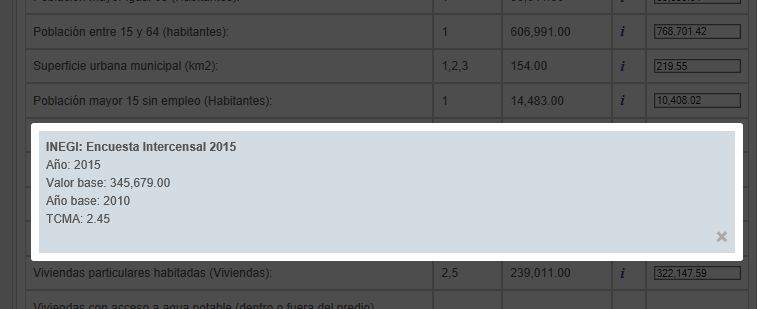 Población entre 15 y 64 (habitantes): 1 606,991.00 i 768,701.42
Superficie urbana municipal (km2): 1,2,3 154.00 i 219.55
Población mayor 15 sin empleo (Habitantes): 1 14,483.00 i 10,408.02
INEGI: Encuesta Intercensal 2015
Año: 2015
Valor base: 345,679.00
Año base: 2010
TCMA: 2.45
Viviendas particulares habitadas (Viviendas): 2,5 239,011.00 i 322,147.59
Viviendas con acceso a agua potable (dentro o fuera del predio)